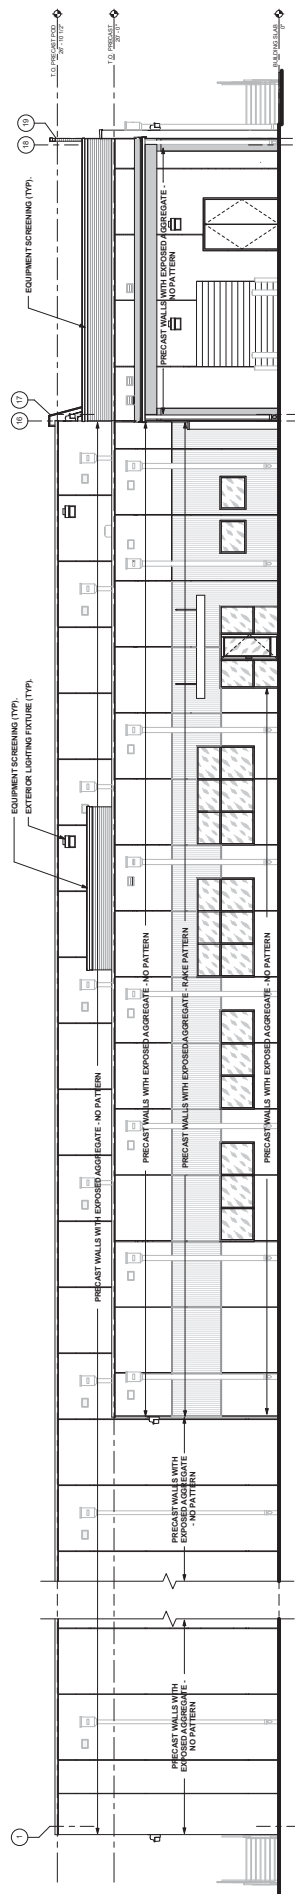 1
16
17
18
19
T.O. PRECAST POD
26' - 10 1/2"
T.O. PRECAST
20' - 0"
BUILDING SLAB
0"
EQUIPMENT SCREENING (TYP).
EXTERIOR LIGHTING FIXTURE (TYP).
EQUIPMENT SCREENING (TYP).
PRECAST WALLS WITH EXPOSED AGGREGATE - NO PATTERN
PRECAST WALLS WITH EXPOSED AGGREGATE - NO PATTERN
PRECAST WALLS WITH EXPOSED AGGREGATE - RAKE PATTERN
PRECAST WALLS WITH EXPOSED AGGREGATE - NO PATTERN
PRECAST WALLS WITH
EXPOSED AGGREGATE -
NO PATTERN
PRECAST WALLS WITH
EXPOSED AGGREGATE
- NO PATTERN
PRECAST WALLS WITH EXPOSED AGGREGATE -
NO PATTERN